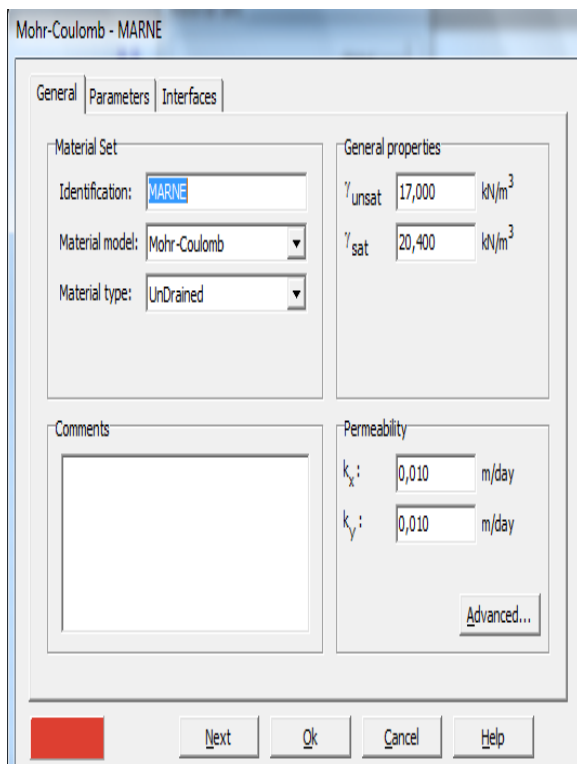 Mohr-Coulomb - MARNE
General Parameters Interfaces
Material Set
Identification: MARNE
Material model: Mohr-Coulomb
Material type: UnDrained
General properties
γunsat 17,000 kN/m³
γsat 20,400 kN/m³
Comments
Permeability
kx: 0,010 m/day
ky: 0,010 m/day
Advanced...
Next Ok Cancel Help